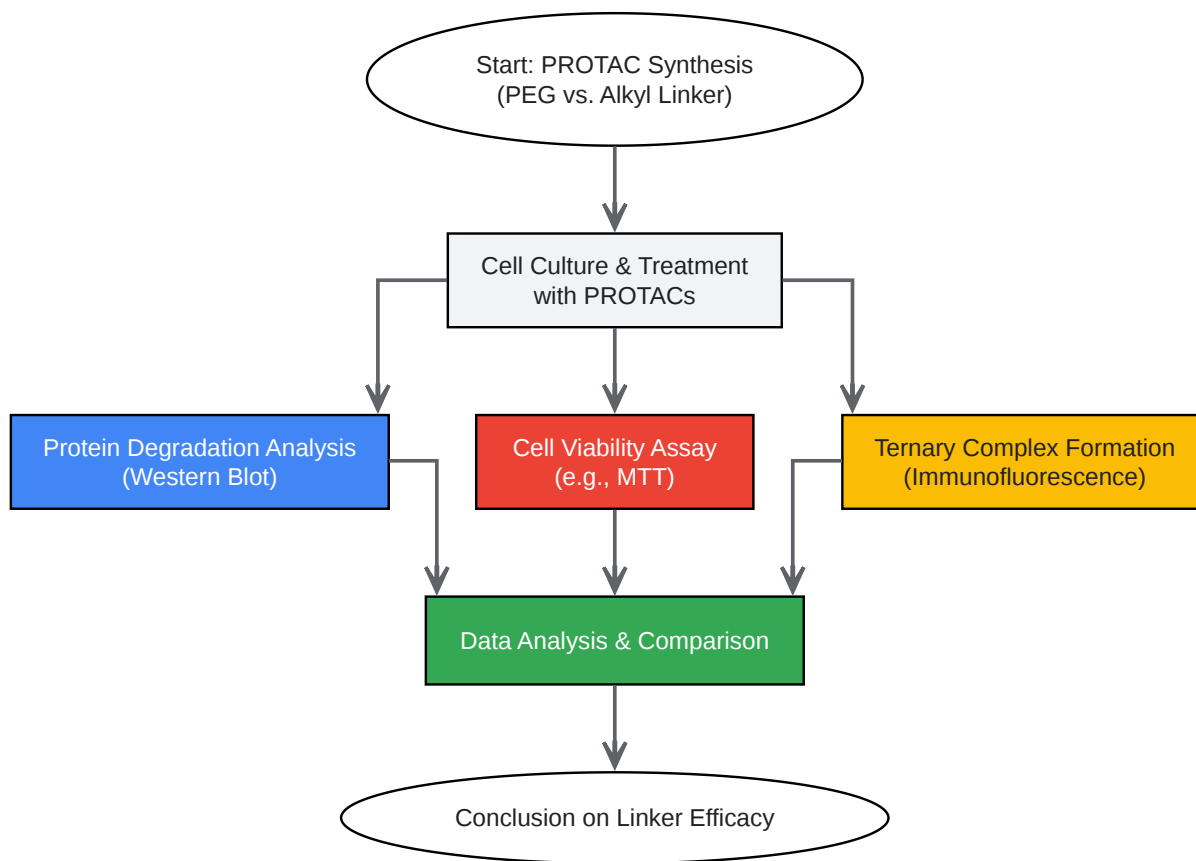 Start: PROTAC Synthesis
(PEG vs. Alkyl Linker)
Cell Culture & Treatment
with PROTACs
Protein Degradation Analysis
(Western Blot)
Cell Viability Assay
(e.g., MTT)
Ternary Complex Formation
(Immunofluorescence)
Data Analysis & Comparison
Conclusion on Linker Efficacy